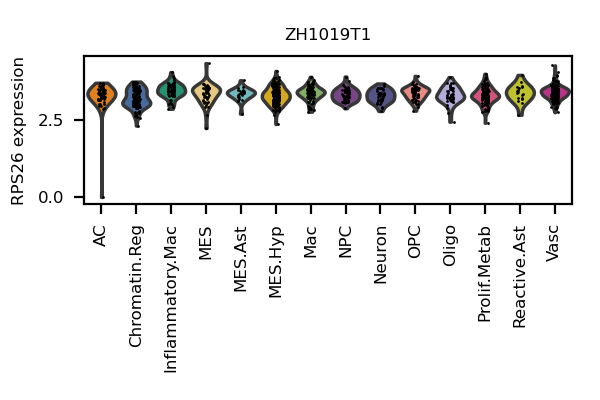 ZH1019T1
RPS26 expression
2.5
0.0
AC
Chromatin.Reg
Inflammatory.Mac
MES
MES.Ast
MES.Hyp
Mac
NPC
Neuron
OPC
Oligo
Prolif.Metab
Reactive.Ast
Vasc